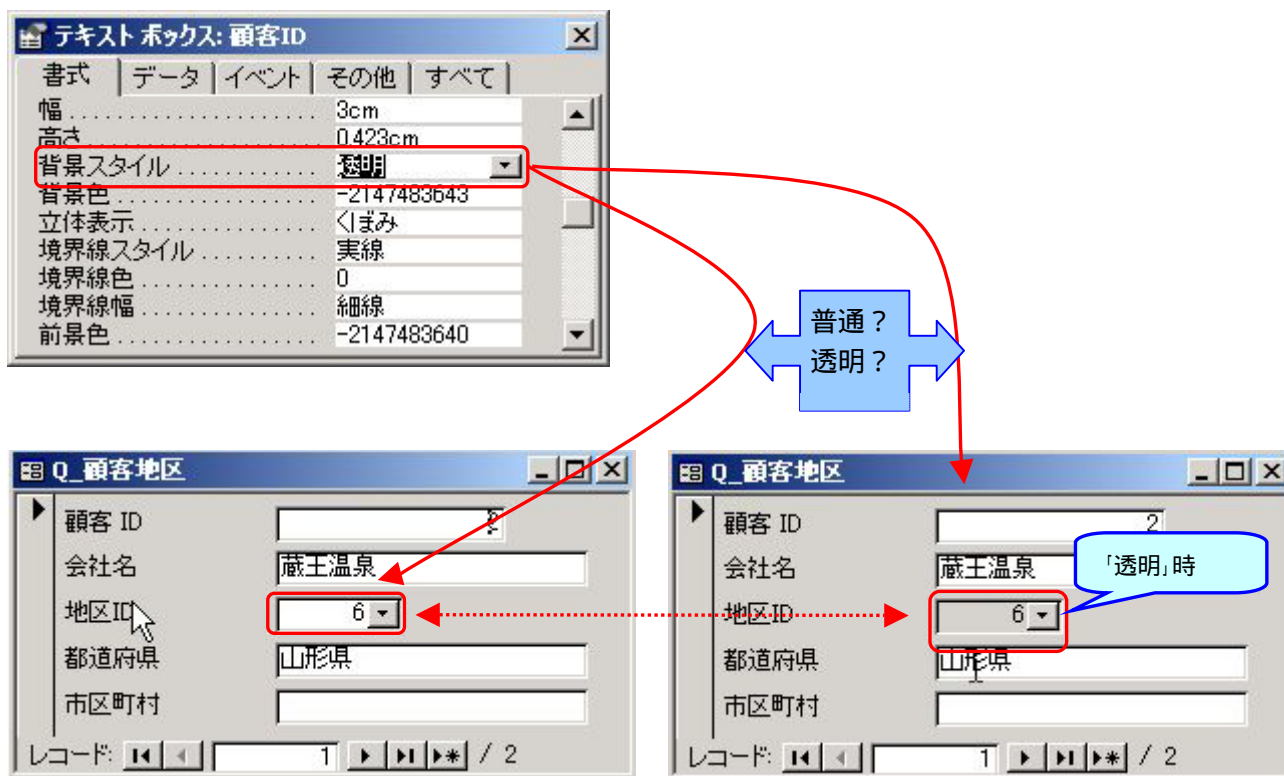 テキスト ボックス: 顧客ID
書式 データ イベント その他 すべて
幅 .................... 3cm
高さ .................... 0.423cm
背景スタイル ............ 透明
背景色 .................. -2147483643
立体表示 ................ くぼみ
境界線スタイル .......... 実線
境界線色 ................ 0
境界線幅 ................ 細線
前景色 .................. -2147483640
普通?
透明?
Q_顧客地区
顧客 ID 2
会社名 蔵王温泉
地区ID 6
都道府県 山形県
市区町村
レコード: 1 / 2
Q_顧客地区
顧客 ID 2
会社名 蔵王温泉
「透明」時
地区ID 6
都道府県 山形県
市区町村
レコード: 1 / 2